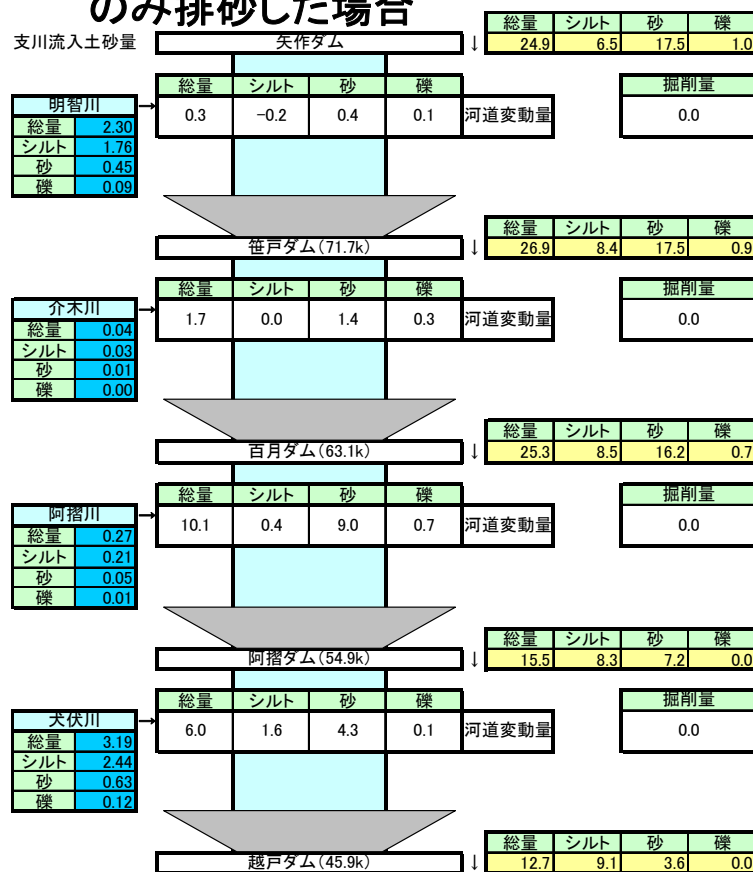 のみ排砂した場合
総量 シルト 砂 礫
支川流入土砂量 矢作ダム ↓ 24.9 6.5 17.5 1.0
総量 シルト 砂 礫 掘削量
明智川 → 0.3 −0.2 0.4 0.1 河道変動量 0.0
総量 2.30
シルト 1.76
砂 0.45
礫 0.09
総量 シルト 砂 礫
笹戸ダム(71.7k) ↓ 26.9 8.4 17.5 0.9
総量 シルト 砂 礫 掘削量
介木川 → 1.7 0.0 1.4 0.3 河道変動量 0.0
総量 0.04
シルト 0.03
砂 0.01
礫 0.00
総量 シルト 砂 礫
百月ダム(63.1k) ↓ 25.3 8.5 16.2 0.7
総量 シルト 砂 礫 掘削量
阿摺川 → 10.1 0.4 9.0 0.7 河道変動量 0.0
総量 0.27
シルト 0.21
砂 0.05
礫 0.01
総量 シルト 砂 礫
阿摺ダム(54.9k) ↓ 15.5 8.3 7.2 0.0
総量 シルト 砂 礫 掘削量
犬伏川 → 6.0 1.6 4.3 0.1 河道変動量 0.0
総量 3.19
シルト 2.44
砂 0.63
礫 0.12
総量 シルト 砂 礫
越戸ダム(45.9k) ↓ 12.7 9.1 3.6 0.0